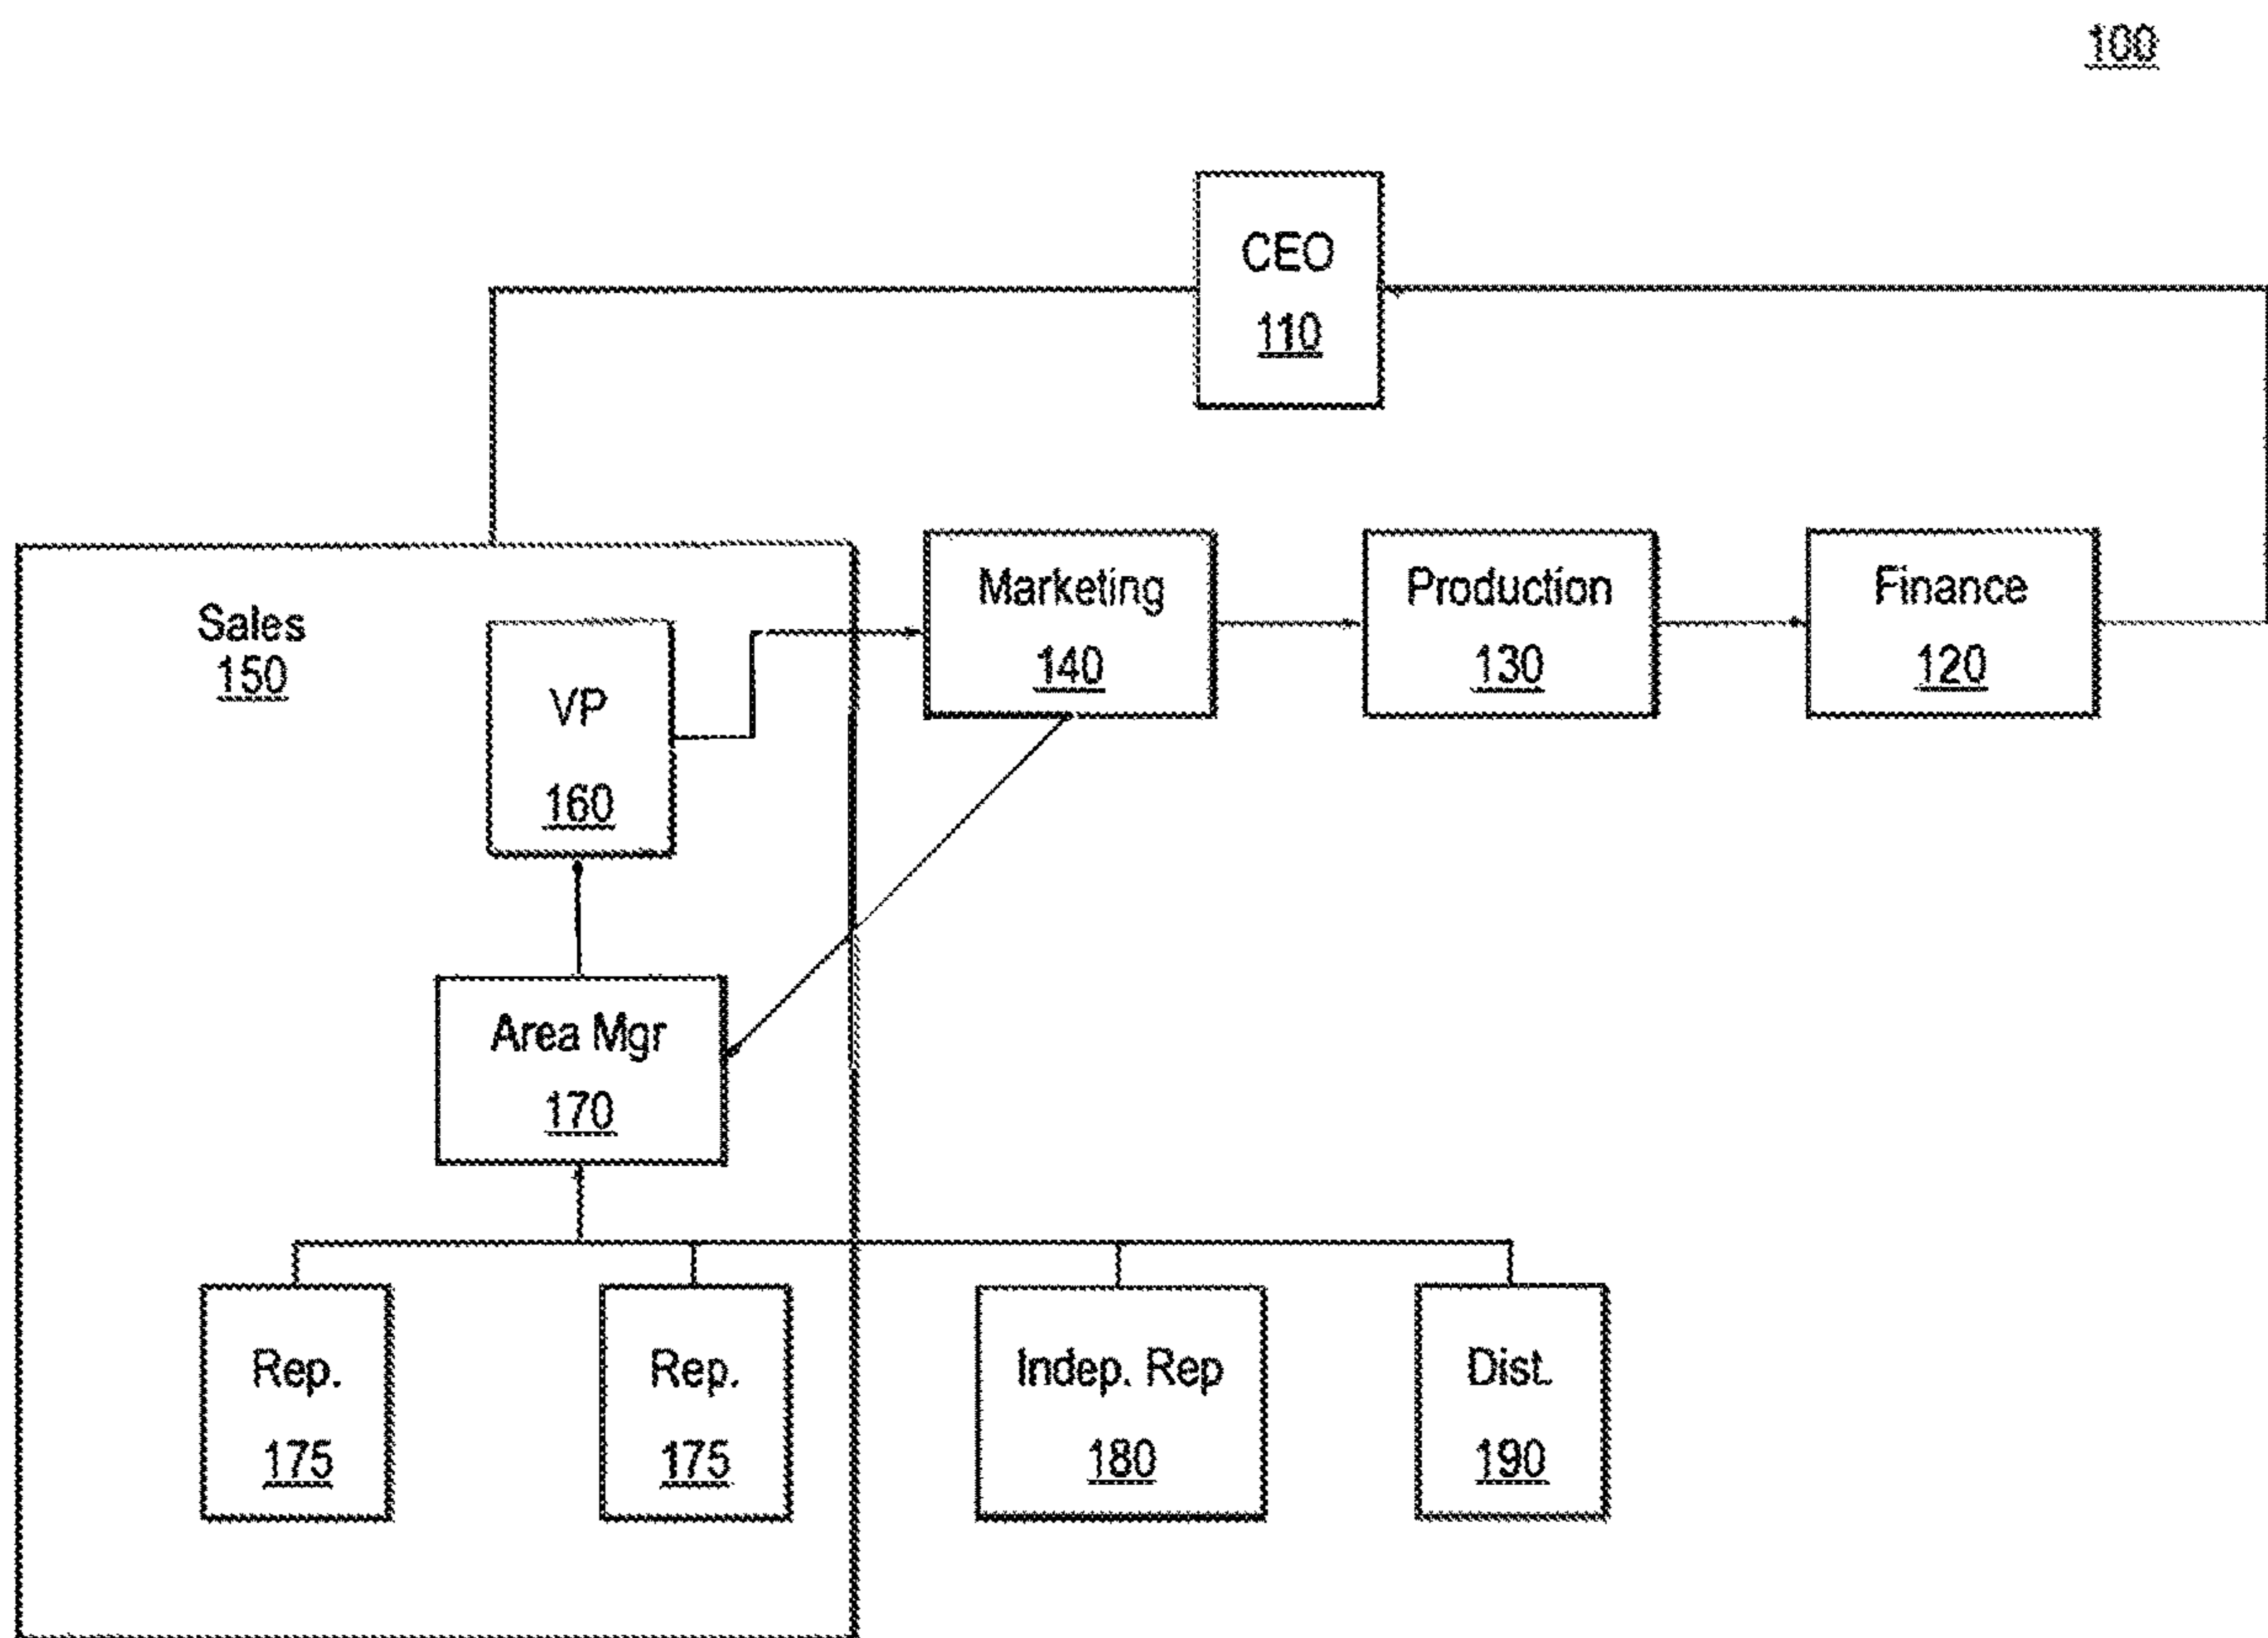 100
CEO
110
Sales
150
VP
160
Marketing
140
Production
130
Finance
120
Area Mgr
170
Rep.
175
Rep.
175
Indep. Rep
180
Dist.
190